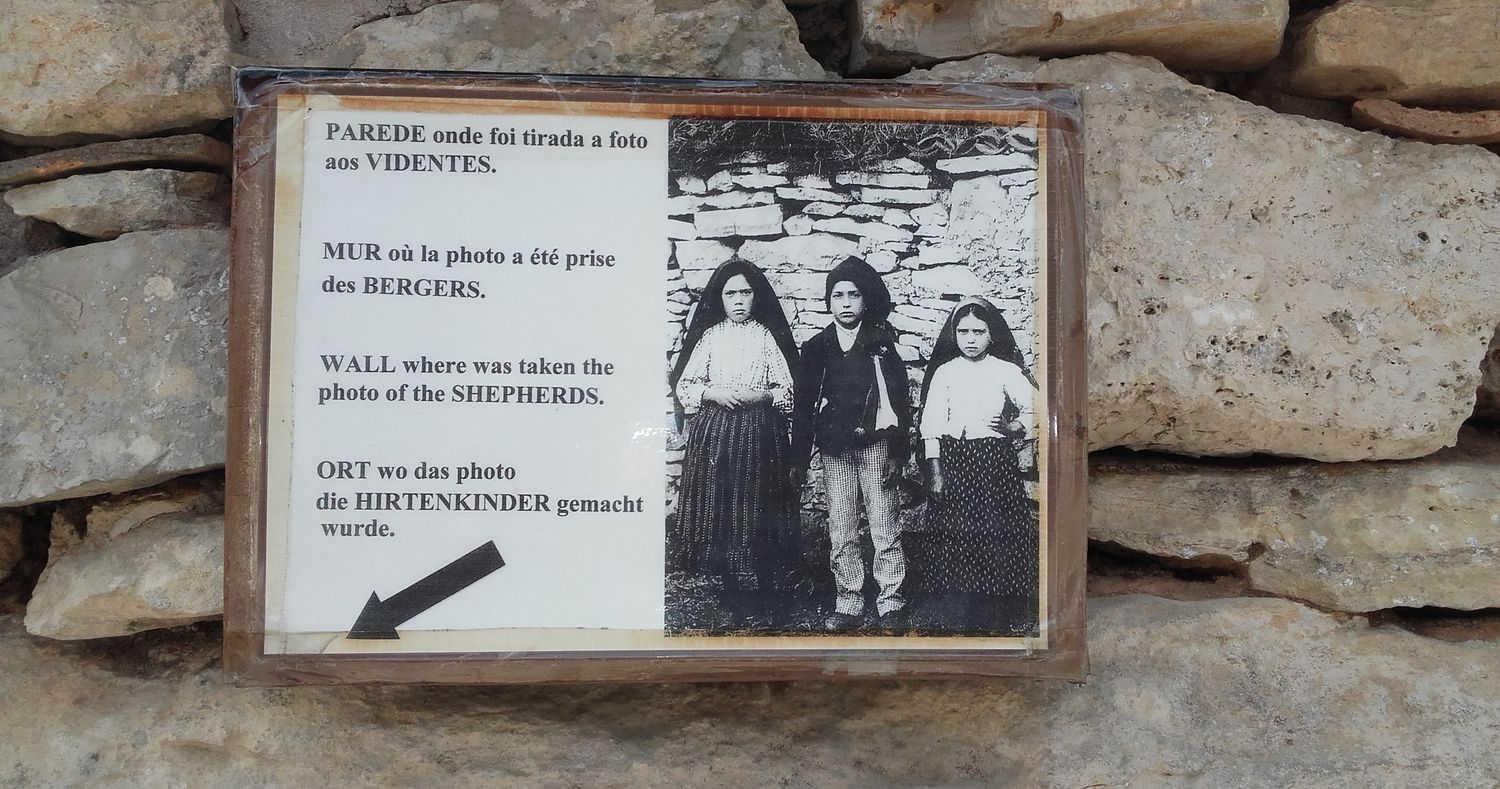 PAREDE onde foi tirada a foto
aos VIDENTES.
MUR où la photo a été prise
des BERGERS.
WALL where was taken the
photo of the SHEPHERDS.
ORT wo das photo
die HIRTENKINDER gemacht
wurde.